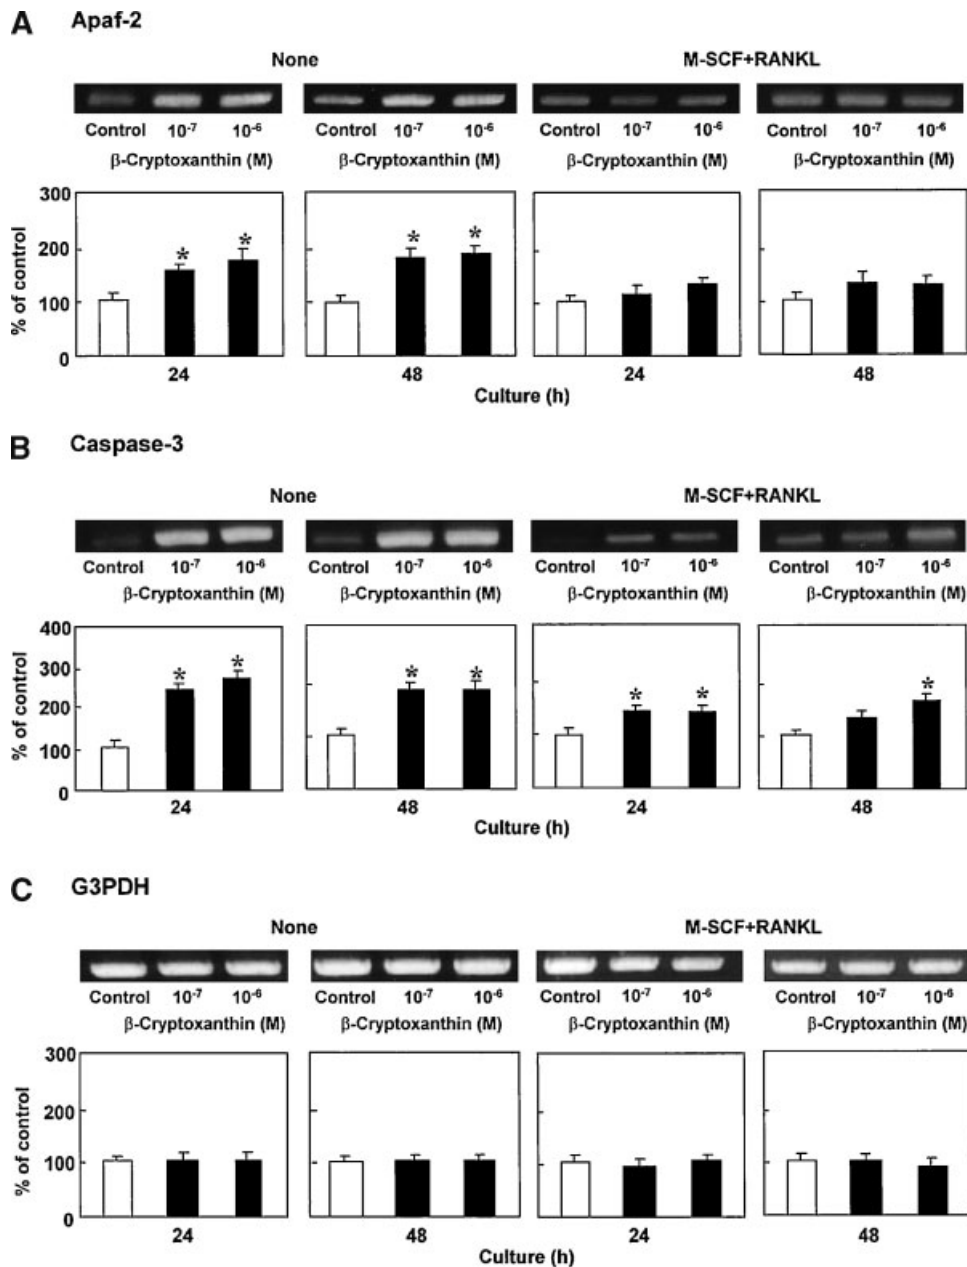 A Apaf-2
None M-SCF+RANKL
Control 10⁻⁷ 10⁻⁶ Control 10⁻⁷ 10⁻⁶ Control 10⁻⁷ 10⁻⁶ Control 10⁻⁷ 10⁻⁶
β-Cryptoxanthin (M) β-Cryptoxanthin (M) β-Cryptoxanthin (M) β-Cryptoxanthin (M)
300
200
100
0
% of control
* * * *
24 48 24 48
Culture (h)
B Caspase-3
None M-SCF+RANKL
Control 10⁻⁷ 10⁻⁶ Control 10⁻⁷ 10⁻⁶ Control 10⁻⁷ 10⁻⁶ Control 10⁻⁷ 10⁻⁶
β-Cryptoxanthin (M) β-Cryptoxanthin (M) β-Cryptoxanthin (M) β-Cryptoxanthin (M)
400
300
200
100
0
% of control
* * * * * * *
24 48 24 48
Culture (h)
C G3PDH
None M-SCF+RANKL
Control 10⁻⁷ 10⁻⁶ Control 10⁻⁷ 10⁻⁶ Control 10⁻⁷ 10⁻⁶ Control 10⁻⁷ 10⁻⁶
β-Cryptoxanthin (M) β-Cryptoxanthin (M) β-Cryptoxanthin (M) β-Cryptoxanthin (M)
300
200
100
0
% of control
24 48 24 48
Culture (h)